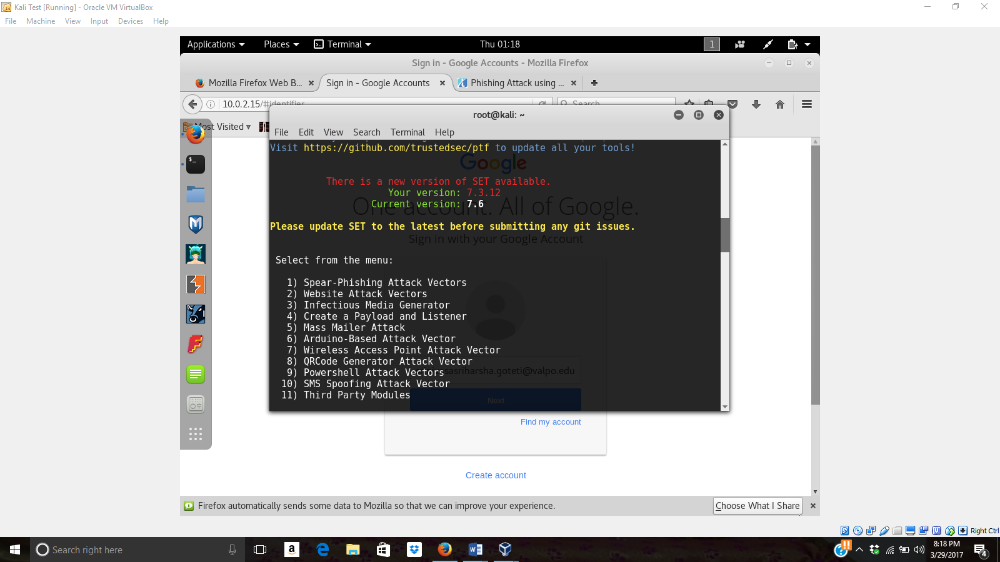 Kali Test [Running] - Oracle VM VirtualBox
File Machine View Input Devices Help
Applications Places Terminal Thu 01:18 1
Sign in - Google Accounts - Mozilla Firefox
Mozilla Firefox Web B... Sign in - Google Accounts Phishing Attack using ...
10.0.2.15/#identifier Search
Most Visited
root@kali: ~
File Edit View Search Terminal Help
Visit https://github.com/trustedsec/ptf to update all your tools!
Google
There is a new version of SET available.
Your version: 7.3.12
Current version: 7.6
One account. All of Google.
Please update SET to the latest before submitting any git issues.
Sign in with your Google Account
Select from the menu:
1) Spear-Phishing Attack Vectors
2) Website Attack Vectors
3) Infectious Media Generator
4) Create a Payload and Listener
5) Mass Mailer Attack
6) Arduino-Based Attack Vector
7) Wireless Access Point Attack Vector
8) QRCode Generator Attack Vector
9) Powershell Attack Vectors
sasriharsha.goteti@valpo.edu
10) SMS Spoofing Attack Vector
11) Third Party Modules
Next
Find my account
Create account
Firefox automatically sends some data to Mozilla so that we can improve your experience. Choose What I Share
Right Ctrl
Search right here
8:18 PM
3/29/2017
4